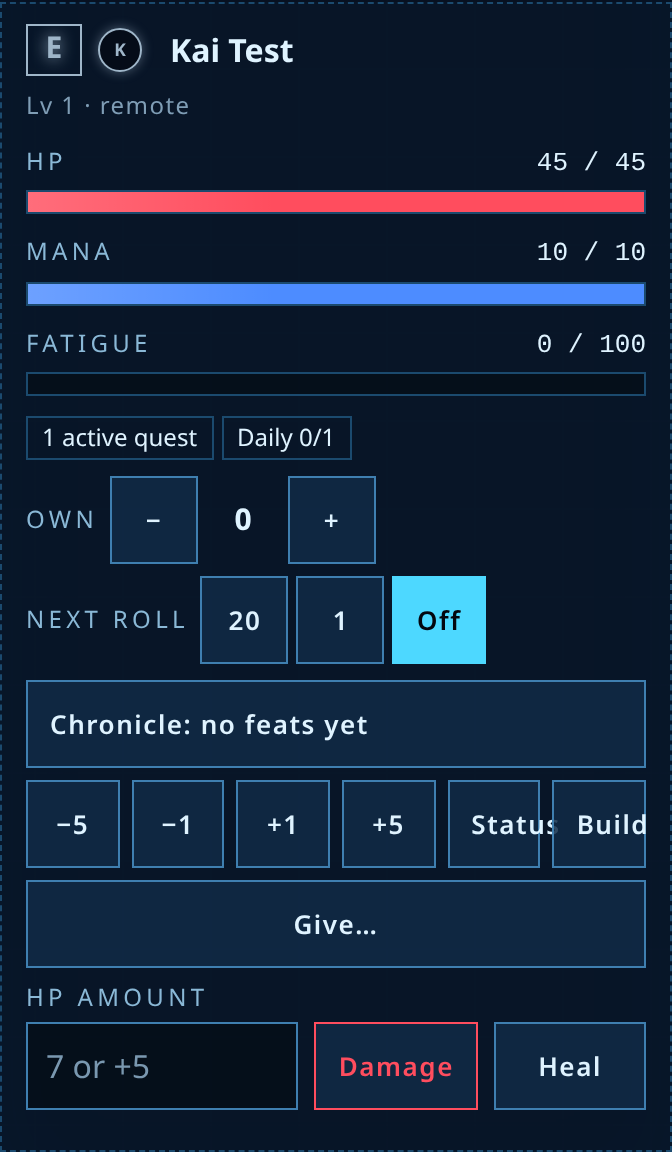 E K Kai Test
Lv 1 · remote
HP 45 / 45
MANA 10 / 10
FATIGUE 0 / 100
1 active quest Daily 0/1
OWN − 0 +
NEXT ROLL 20 1 Off
Chronicle: no feats yet
−5 −1 +1 +5 Status Build
Give…
HP AMOUNT
7 or +5 Damage Heal